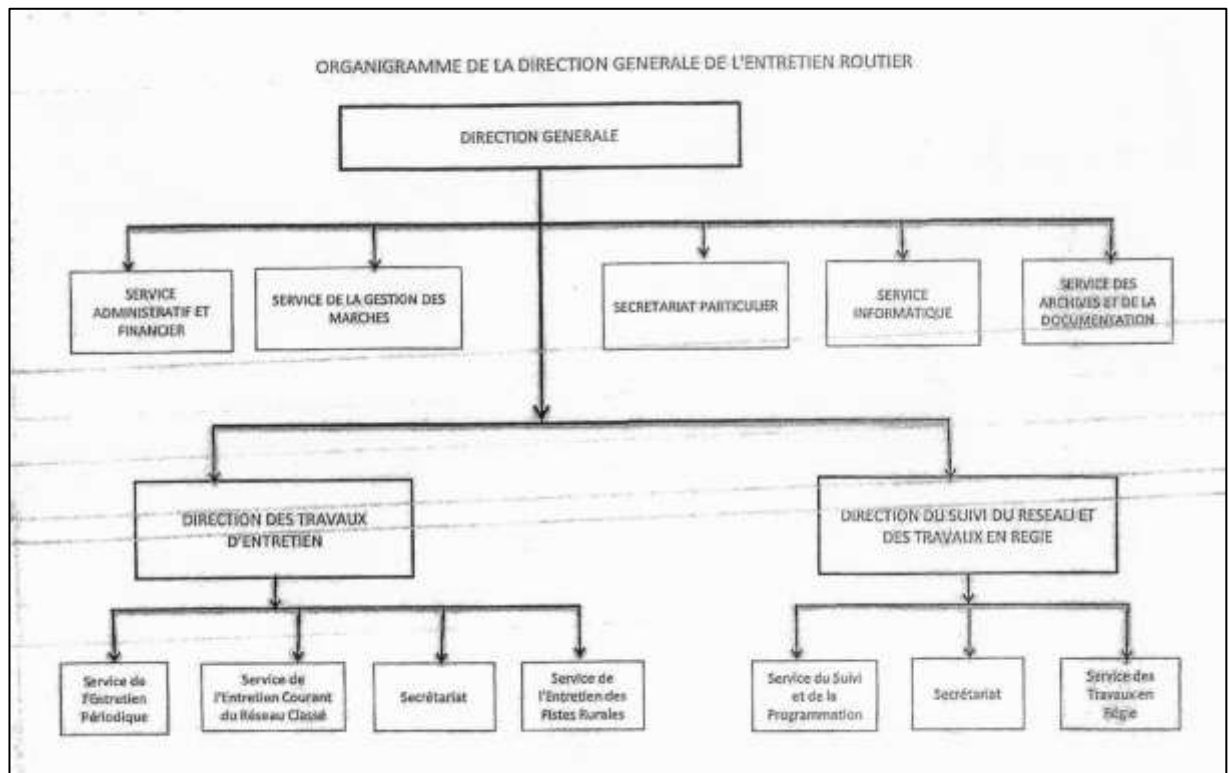 ORGANIGRAMME DE LA DIRECTION GENERALE DE L'ENTRETIEN ROUTIER
DIRECTION GENERALE
SERVICE
ADMINISTRATIF ET
FINANCIER
SERVICE DE LA GESTION DES
MARCHES
SECRETARIAT PARTICULIER
SERVICE
INFORMATIQUE
SERVICE DES
ARCHIVES ET DE LA
DOCUMENTATION
DIRECTION DES TRAVAUX
D'ENTRETIEN
DIRECTION DU SUIVI DU RESEAU ET
DES TRAVAUX EN REGIE
Service de
l'Entretien
Périodique
Service de
l'Entretien Courant
du Réseau Classé
Secrétariat
Service de
l'Entretien des
Pistes Rurales
Service du Suivi
et de la
Programmation
Secrétariat
Service des
Travaux en
Régie